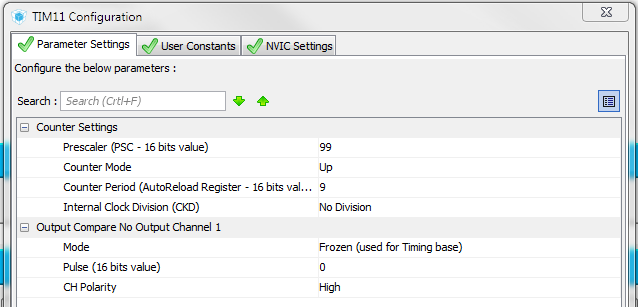 TIM11 Configuration
Parameter Settings User Constants NVIC Settings
Configure the below parameters :
Search : Search (Crtl+F)
Counter Settings
Prescaler (PSC - 16 bits value) 99
Counter Mode Up
Counter Period (AutoReload Register - 16 bits val... 9
Internal Clock Division (CKD) No Division
Output Compare No Output Channel 1
Mode Frozen (used for Timing base)
Pulse (16 bits value) 0
CH Polarity High